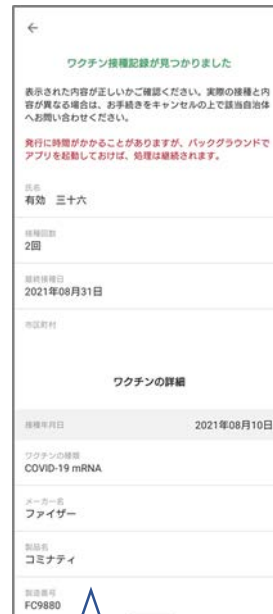 ワクチン接種記録が見つかりました
表示された内容が正しいかご確認ください。実際の接種と内
容が異なる場合は、お手続きをキャンセルの上で該当自治体
へお問い合わせください。
発行に時間がかかることがありますが、バックグラウンドで
アプリを起動しておけば、処理は継続されます。
氏名
有効　三十六
接種回数
2回
最終接種日
2021年08月31日
市区町村
ワクチンの詳細
接種年月日
2021年08月10日
ワクチンの種類
COVID-19 mRNA
メーカー名
ファイザー
製品名
コミナティ
製造番号
FC9880